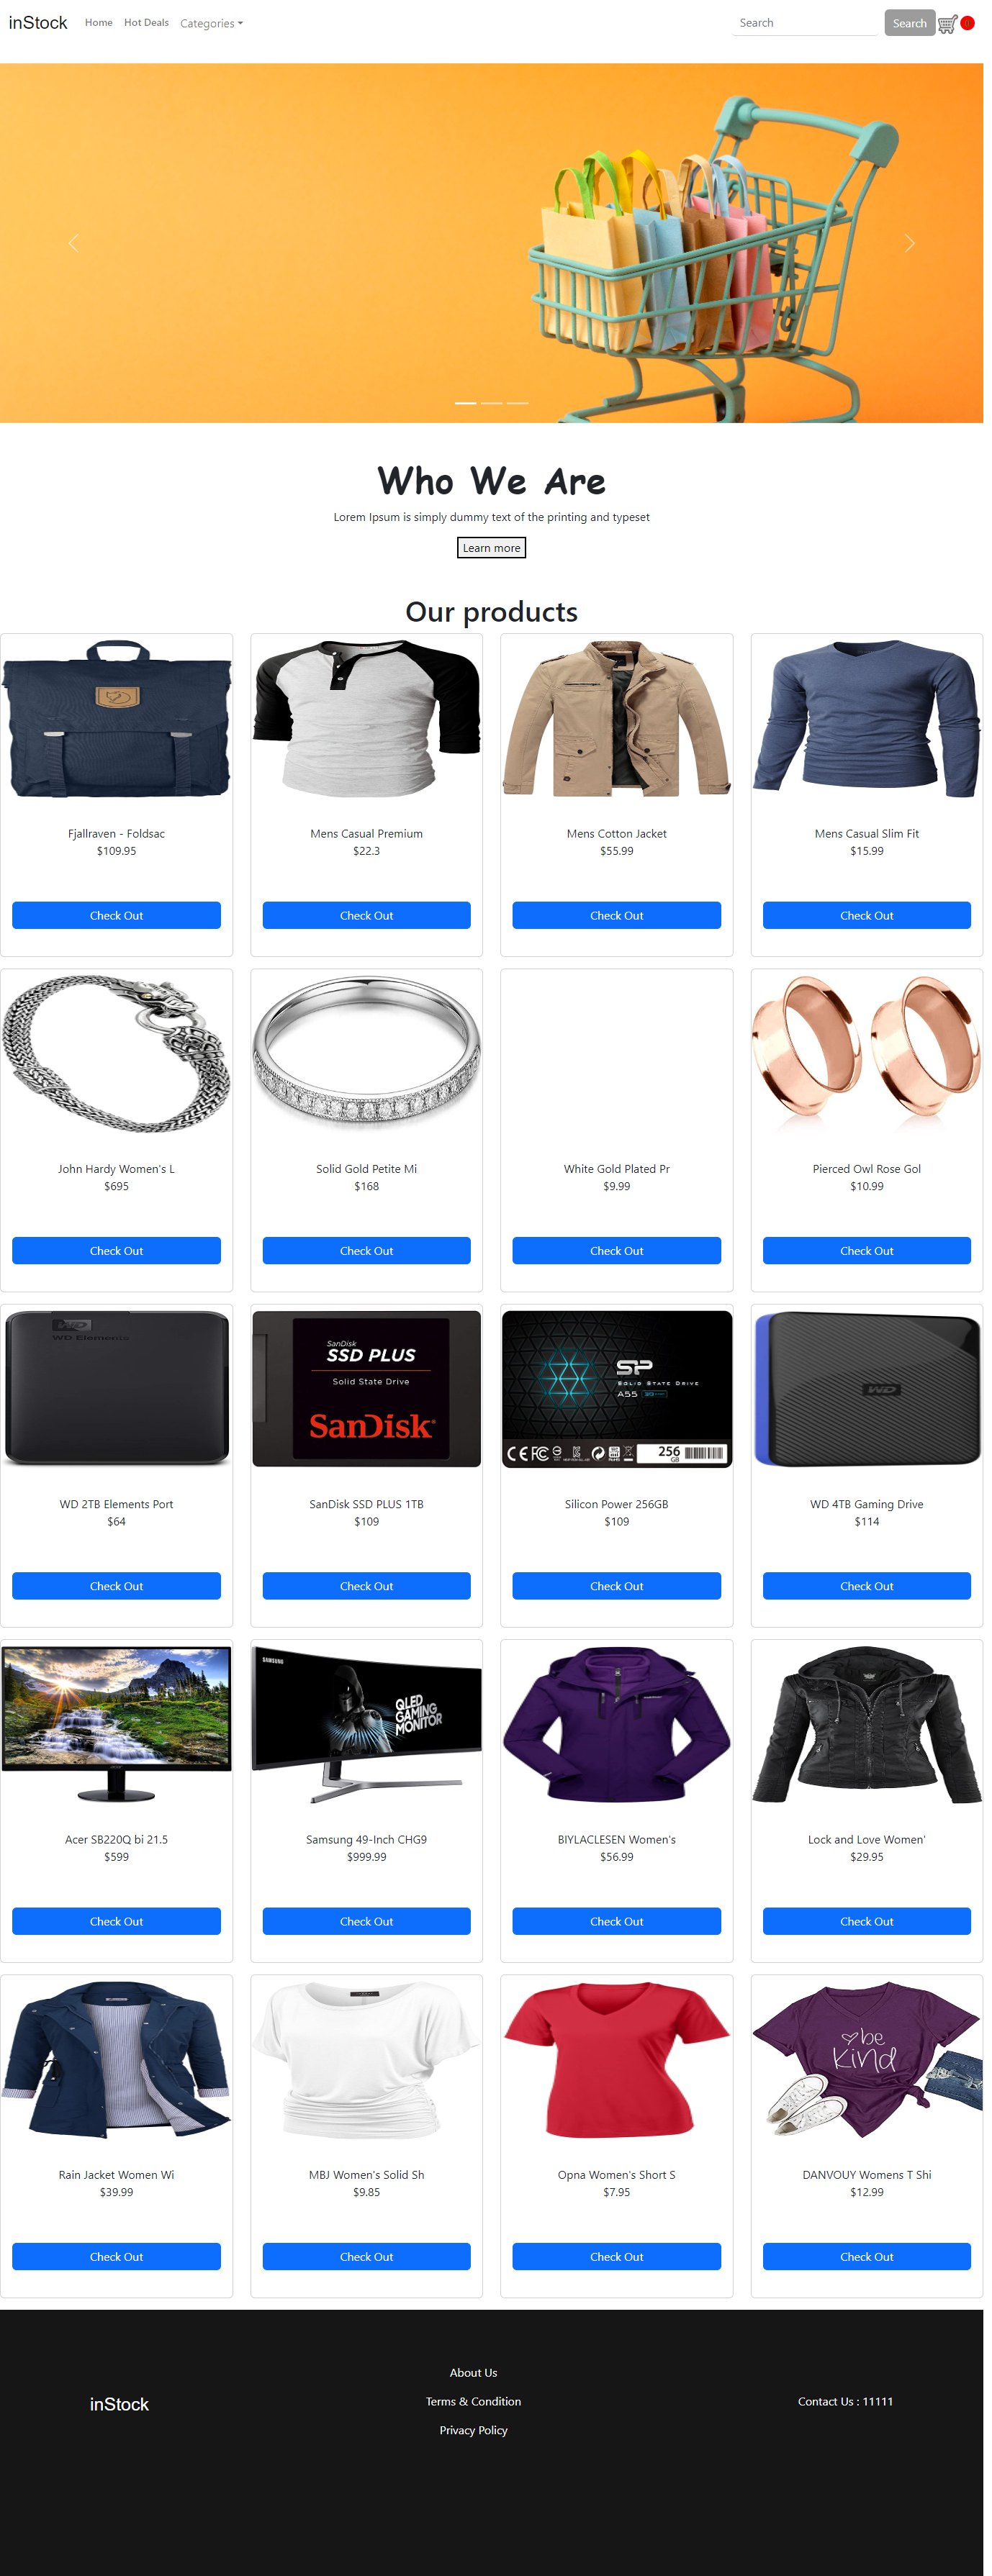 inStock
Home
Hot Deals
Categories
Search
Search
Who We Are
Lorem Ipsum is simply dummy text of the printing and typeset
Learn more
Our products
Fjallraven - Foldsac
$109.95
Check Out
Mens Casual Premium
$22.3
Check Out
Mens Cotton Jacket
$55.99
Check Out
Mens Casual Slim Fit
$15.99
Check Out
John Hardy Women's L
$695
Check Out
Solid Gold Petite Mi
$168
Check Out
White Gold Plated Pr
$9.99
Check Out
Pierced Owl Rose Gol
$10.99
Check Out
WD
WD Elements
WD 2TB Elements Port
$64
Check Out
SanDisk
SSD PLUS
Solid State Drive
SanDisk
SanDisk SSD PLUS 1TB
$109
Check Out
SP
SOLID STATE DRIVE
A55
256
GB
Silicon Power 256GB
$109
Check Out
WD
WD 4TB Gaming Drive
$114
Check Out
Acer SB220Q bi 21.5
$599
Check Out
SAMSUNG
QLED
GAMING
MONITOR
Samsung 49-Inch CHG9
$999.99
Check Out
BIYLACLESEN Women's
$56.99
Check Out
Lock and Love Women'
$29.95
Check Out
Rain Jacket Women Wi
$39.99
Check Out
MBJ Women's Solid Sh
$9.85
Check Out
Opna Women's Short S
$7.95
Check Out
be
kind
DANVOUY Womens T Shi
$12.99
Check Out
inStock
About Us
Terms & Condition
Privacy Policy
Contact Us : 11111